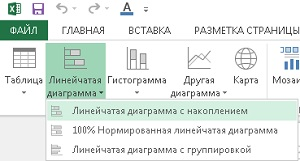 ФАЙЛ ГЛАВНАЯ ВСТАВКА РАЗМЕТКА СТРАНИЦЫ
Таблица Линейчатая диаграмма Гистограмма Другая диаграмма Карта Мозаи
Линейчатая диаграмма с накоплением
100% Нормированная линейчатая диаграмма
Линейчатая диаграмма с группировкой